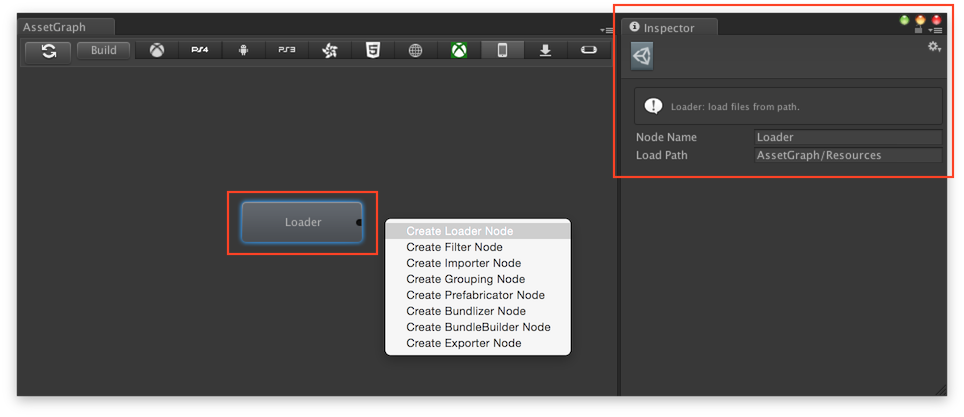 AssetGraph
Build
PS4
PS3
5
Loader
Create Loader Node
Create Filter Node
Create Importer Node
Create Grouping Node
Create Prefabricator Node
Create Bundlizer Node
Create BundleBuilder Node
Create Exporter Node
Inspector
Loader: load files from path.
Node Name Loader
Load Path AssetGraph/Resources